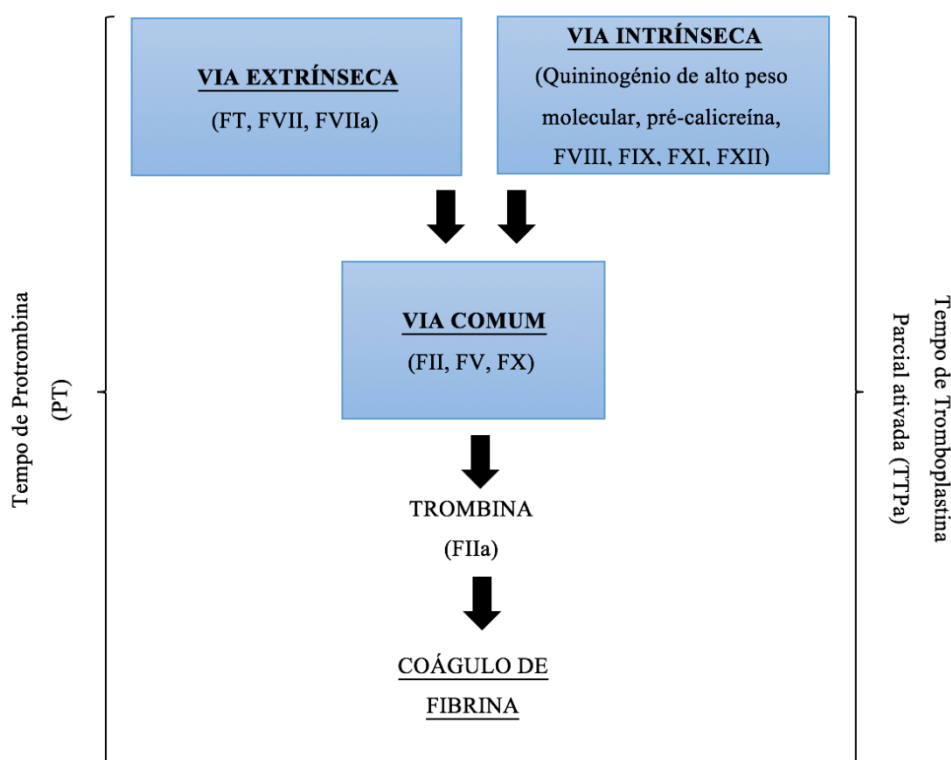 VIA EXTRÍNSECA
(FT, FVII, FVIIa)
VIA INTRÍNSECA
(Quininogénio de alto peso
molecular, pré-calicreína,
FVIII, FIX, FXI, FXII)
VIA COMUM
(FII, FV, FX)
TROMBINA
(FIIa)
COÁGULO DE
FIBRINA
Tempo de Protrombina
(PT)
Tempo de Tromboplastina
Parcial ativada (TTPa)